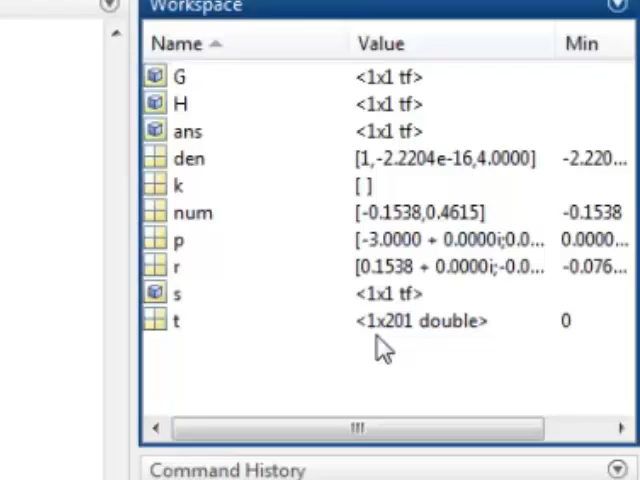 Workspace
Name Value Min
G <1x1 tf>
H <1x1 tf>
ans <1x1 tf>
den [1,-2.2204e-16,4.0000] -2.220...
k [ ]
num [-0.1538,0.4615] -0.1538
p [-3.0000 + 0.0000i;0.0... 0.0000...
r [0.1538 + 0.0000i;-0.0... -0.076...
s <1x1 tf>
t <1x201 double> 0
Command History